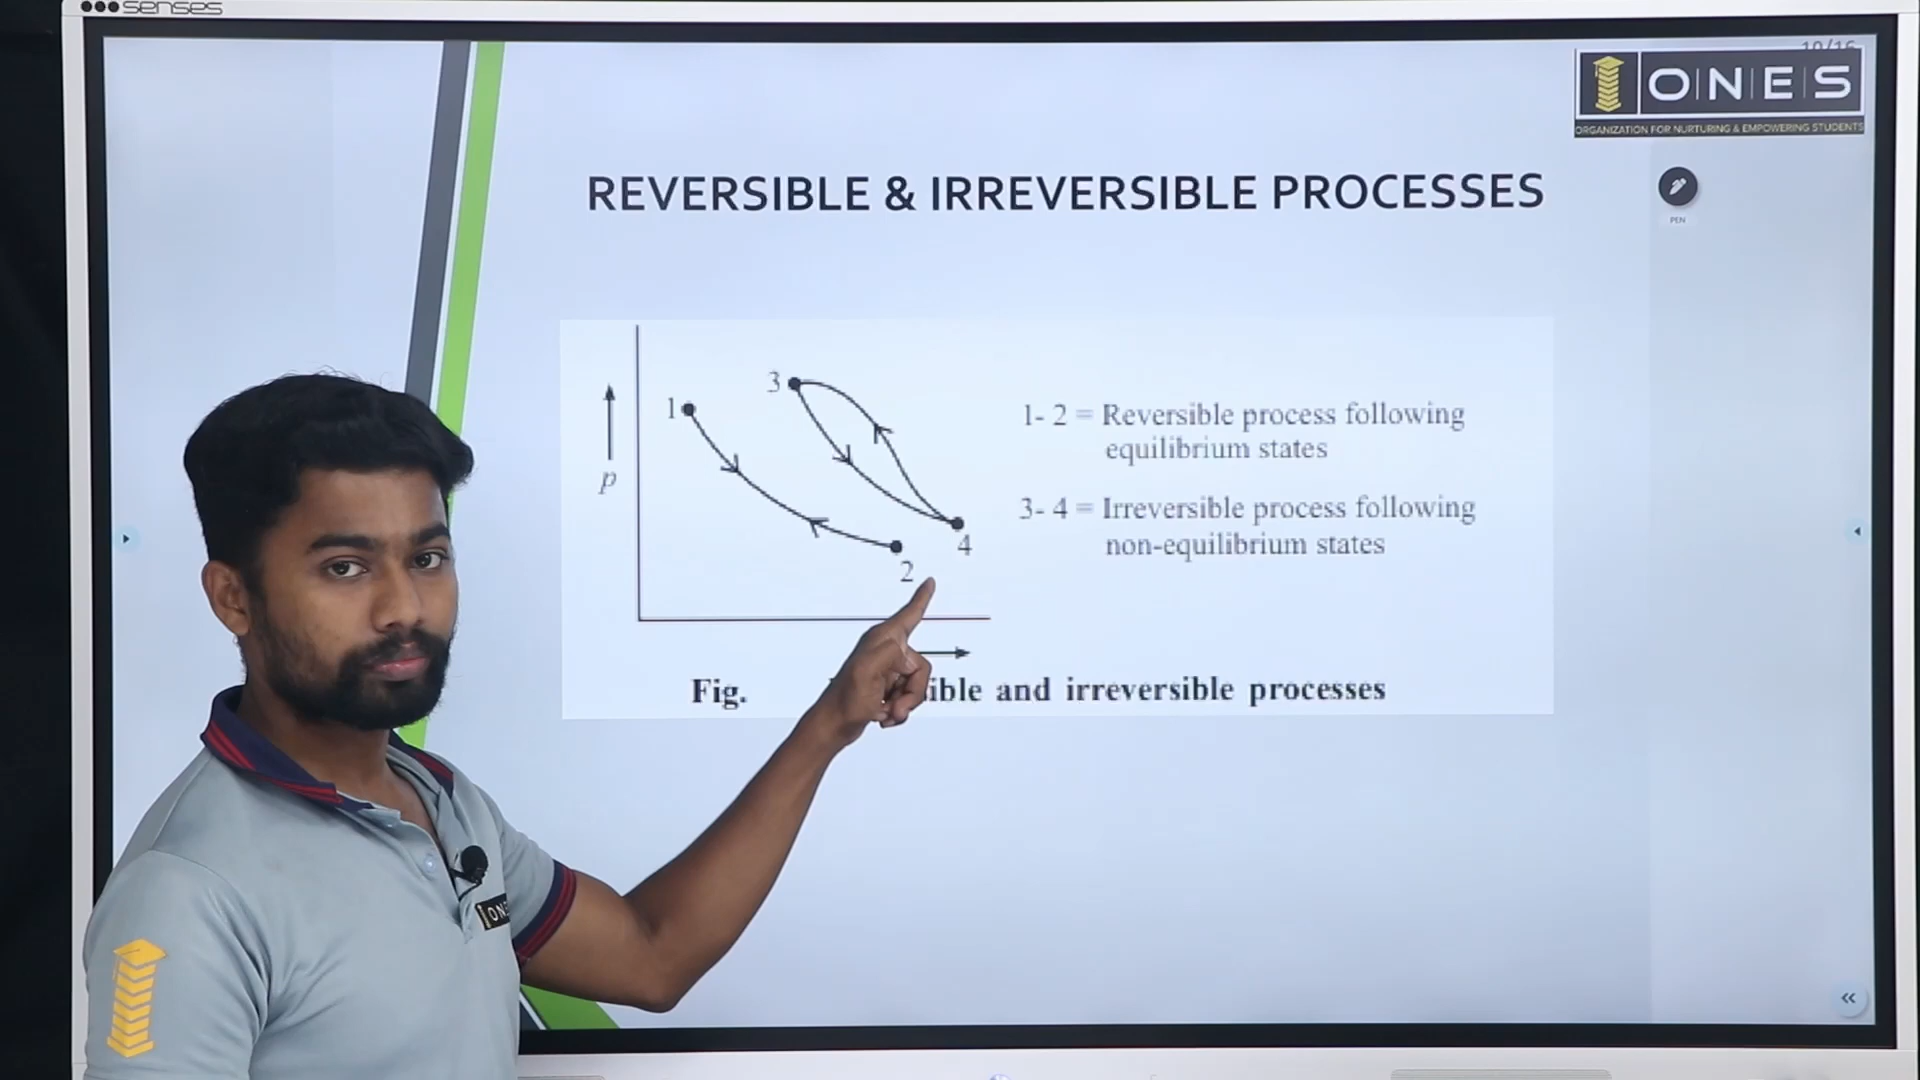 senses
ONES
ORGANIZATION FOR NURTURING & EMPOWERING STUDENTS
REVERSIBLE & IRREVERSIBLE PROCESSES
PEN
3
1
1- 2 = Reversible process following
equilibrium states
p
3- 4 = Irreversible process following
non-equilibrium states
4
2
Fig. ible and irreversible processes